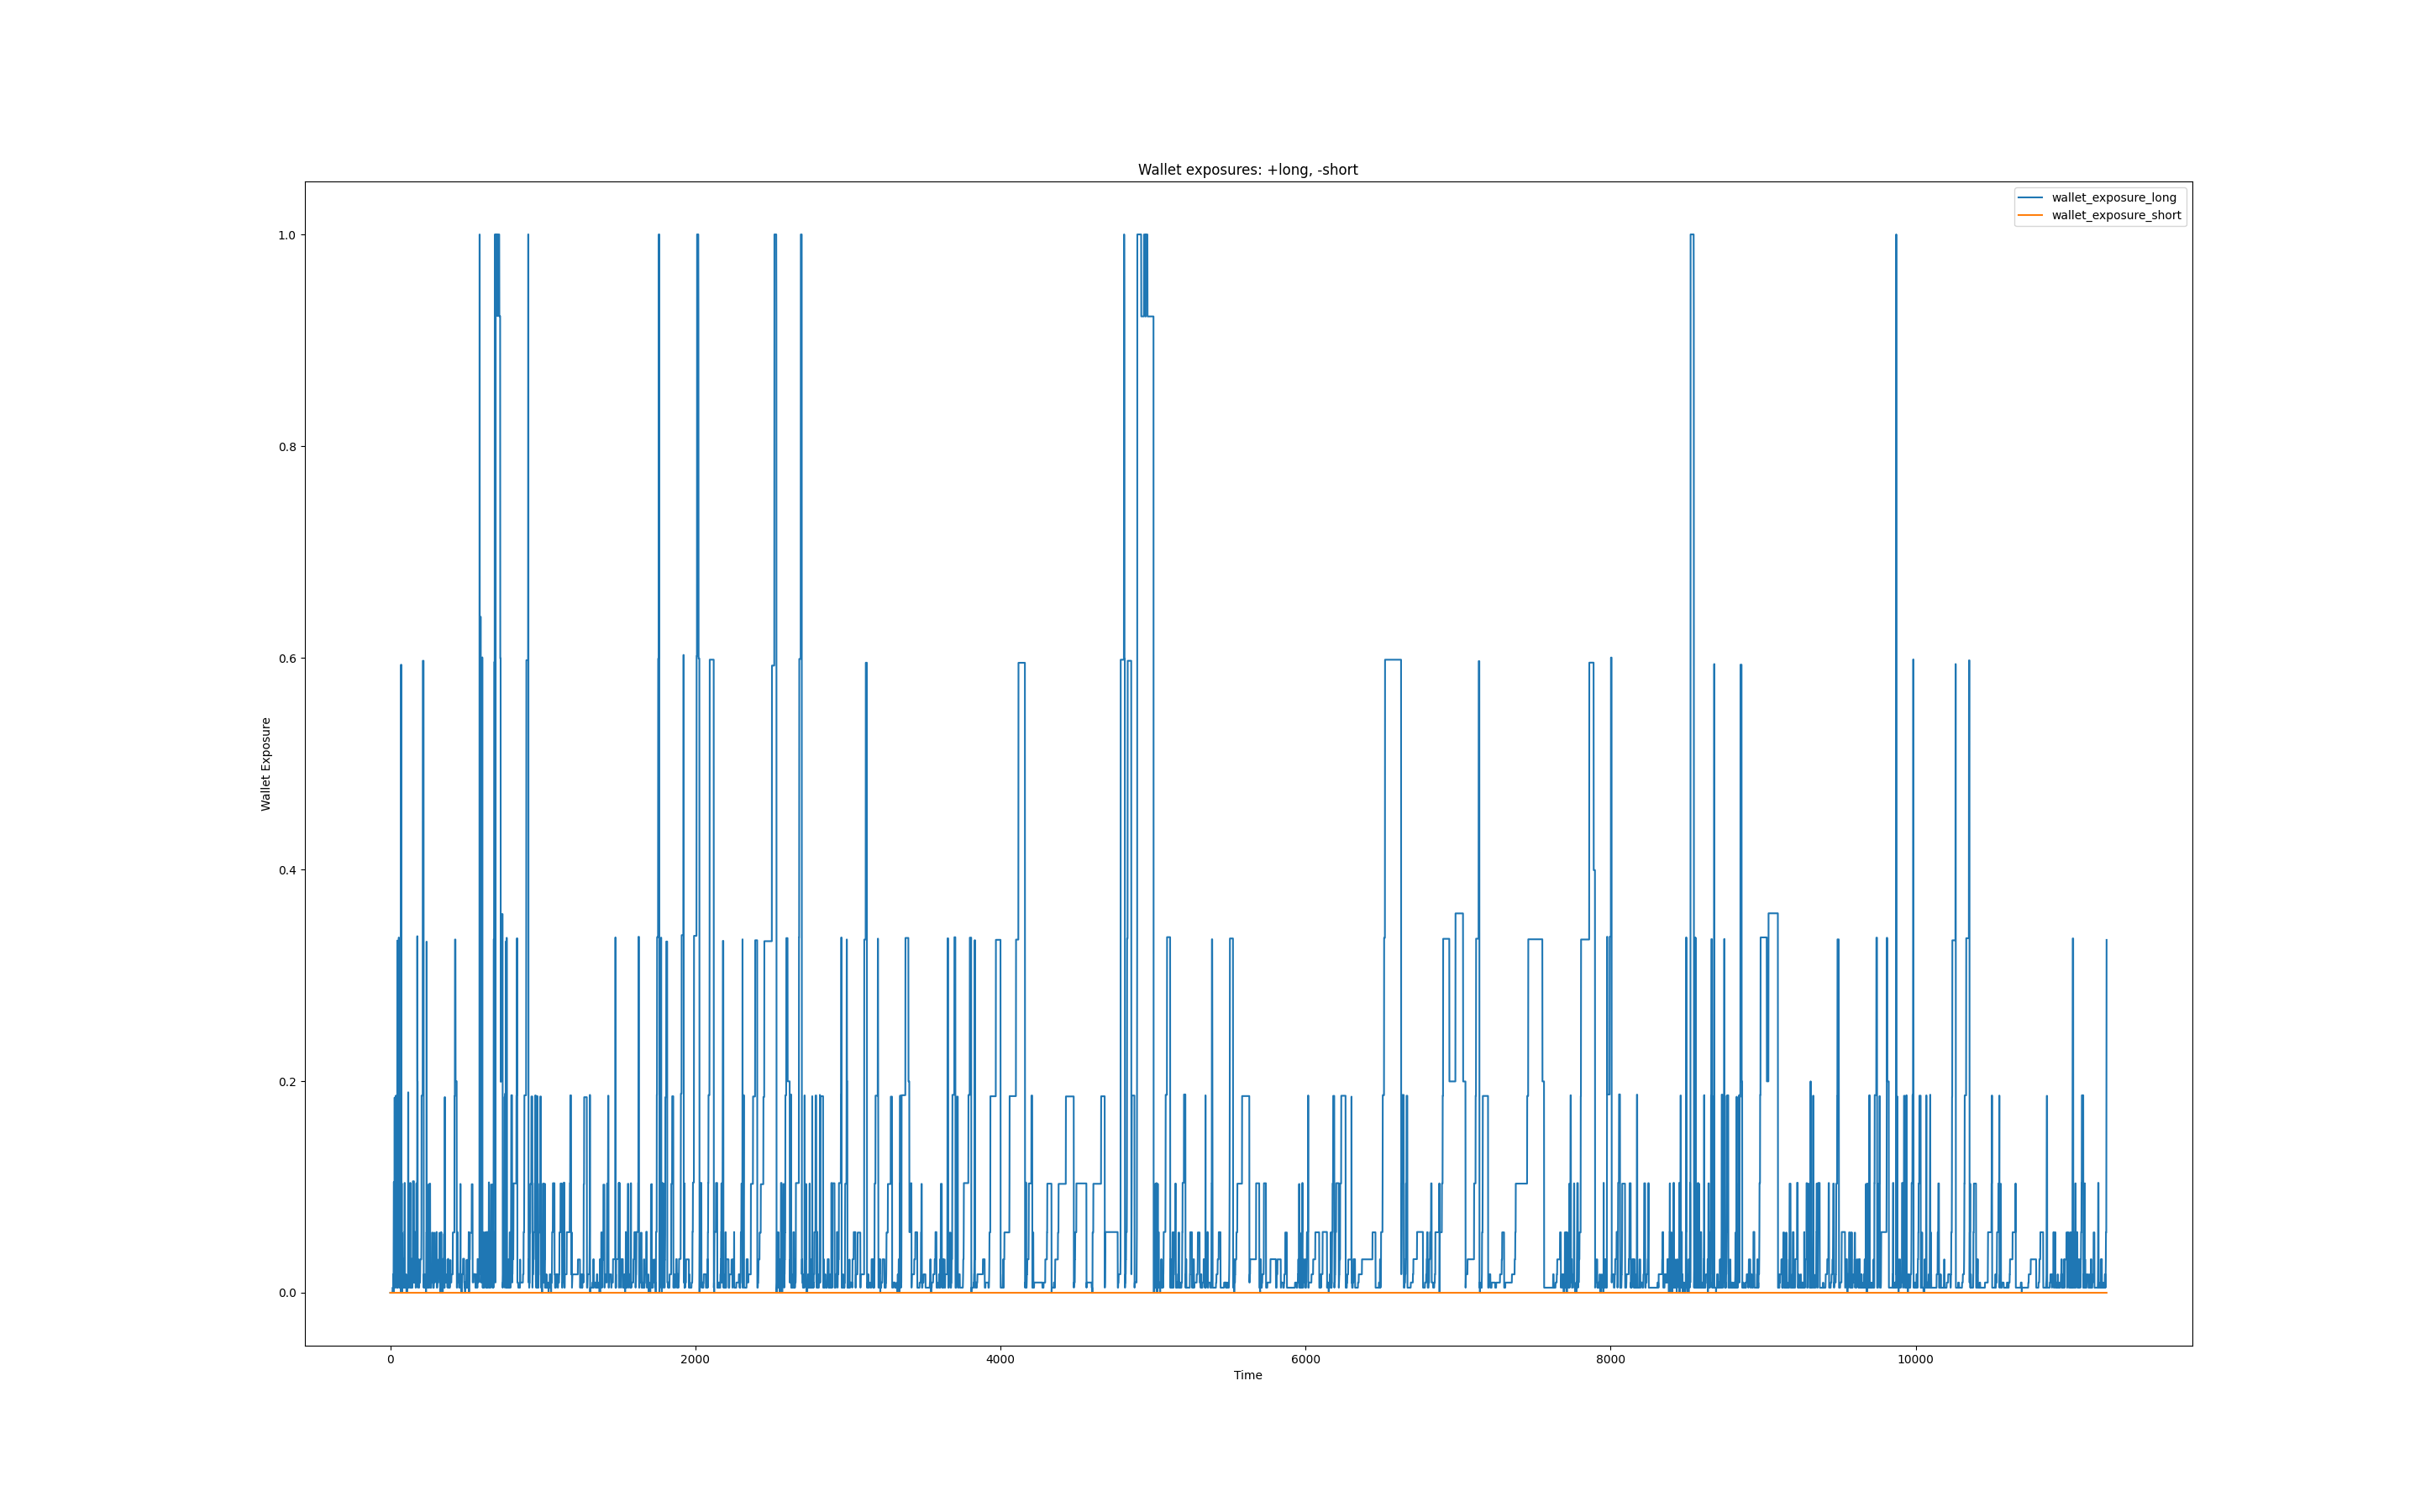 Wallet exposures: +long, -short
wallet_exposure_long
wallet_exposure_short
1.0
0.8
0.6
0.4
0.2
0.0
Wallet Exposure
0 2000 4000 6000 8000 10000
Time